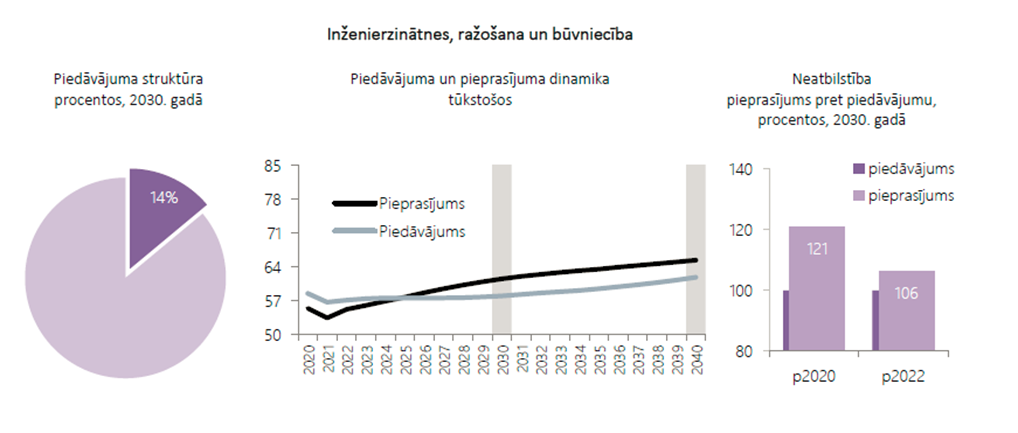 Inženierzinātnes, ražošana un būvniecība
Piedāvājuma struktūra
procentos, 2030. gadā
14%
Piedāvājuma un pieprasījuma dinamika
tūkstošos
85
78
71
64
57
50
Pieprasījums
Piedāvājums
2020
2021
2022
2023
2024
2025
2026
2027
2028
2029
2030
2031
2032
2033
2034
2035
2036
2037
2038
2039
2040
Neatbilstība
pieprasījums pret piedāvājumu,
procentos, 2030. gadā
140
120
100
80
piedāvājums
pieprasījums
121
106
p2020
p2022